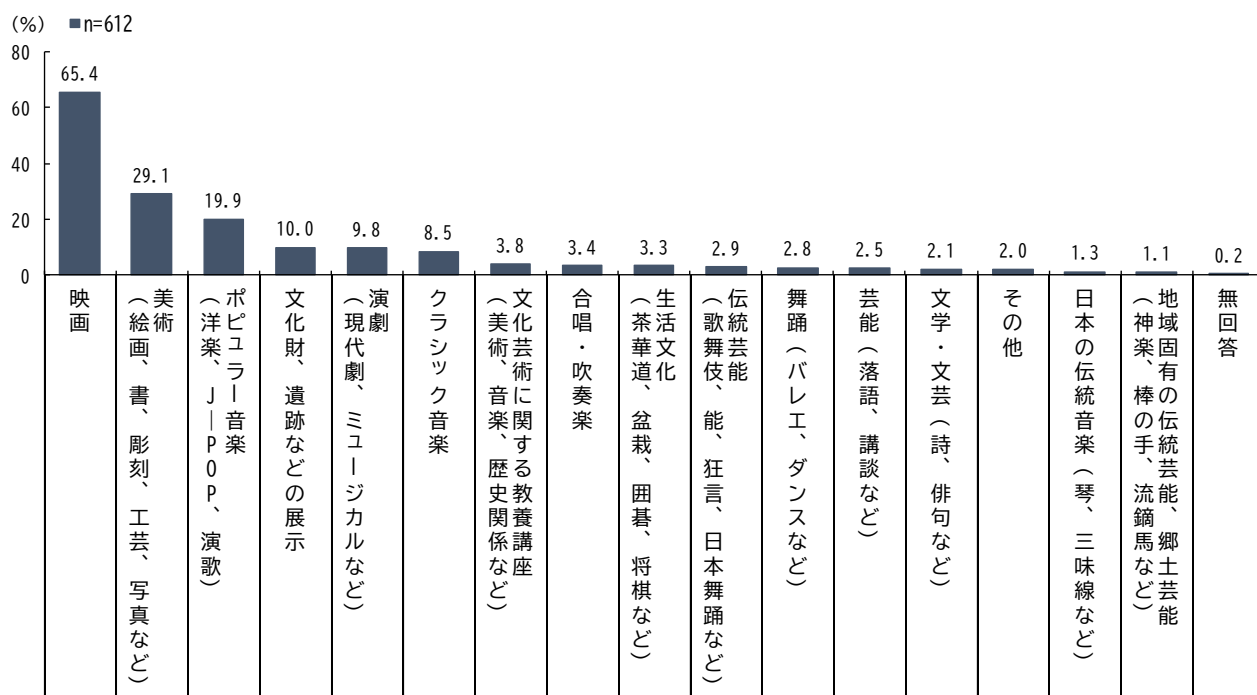 (%) ■n=612
80
60
40
20
0
65.4
29.1
19.9
10.0
9.8
8.5
3.8
3.4
3.3
2.9
2.8
2.5
2.1
2.0
1.3
1.1
0.2
映画
美術
（絵画、書、彫刻、工芸、写真など）
ポピュラー音楽
（洋楽、J―POP、演歌）
文化財、遺跡などの展示
演劇
（現代劇、ミュージカルなど）
クラシック音楽
文化芸術に関する教養講座
（美術、音楽、歴史関係など）
合唱・吹奏楽
生活文化
（茶華道、盆栽、囲碁、将棋など）
伝統芸能
（歌舞伎、能、狂言、日本舞踊など）
舞踊（バレエ、ダンスなど）
芸能（落語、講談など）
文学・文芸（詩、俳句など）
その他
日本の伝統音楽（琴、三味線など）
地域固有の伝統芸能、郷土芸能
（神楽、棒の手、流鏑馬など）
無回答